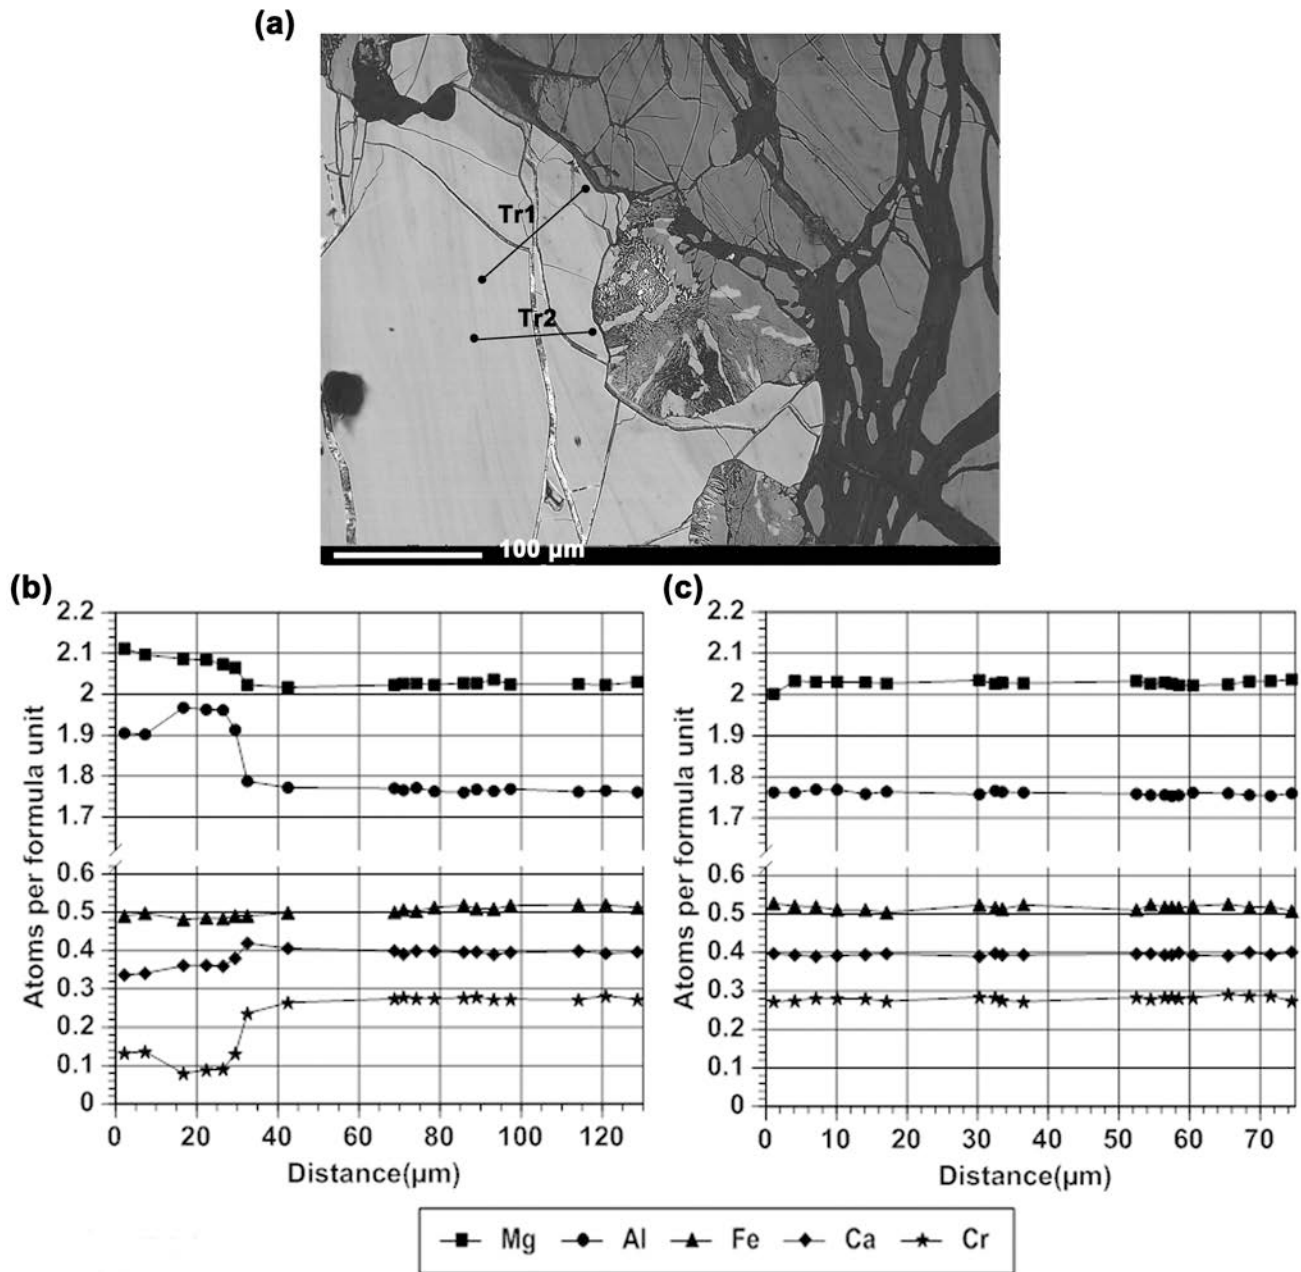 (a)
Tr1
Tr2
100 µm
(b)
(c)
Atoms per formula unit
2.2
2.1
2
1.9
1.8
1.7
0.6
0.5
0.4
0.3
0.2
0.1
0
0 20 40 60 80 100 120
Distance(µm)
Atoms per formula unit
2.2
2.1
2
1.9
1.8
1.7
0.6
0.5
0.4
0.3
0.2
0.1
0
0 10 20 30 40 50 60 70
Distance(µm)
Mg Al Fe Ca Cr